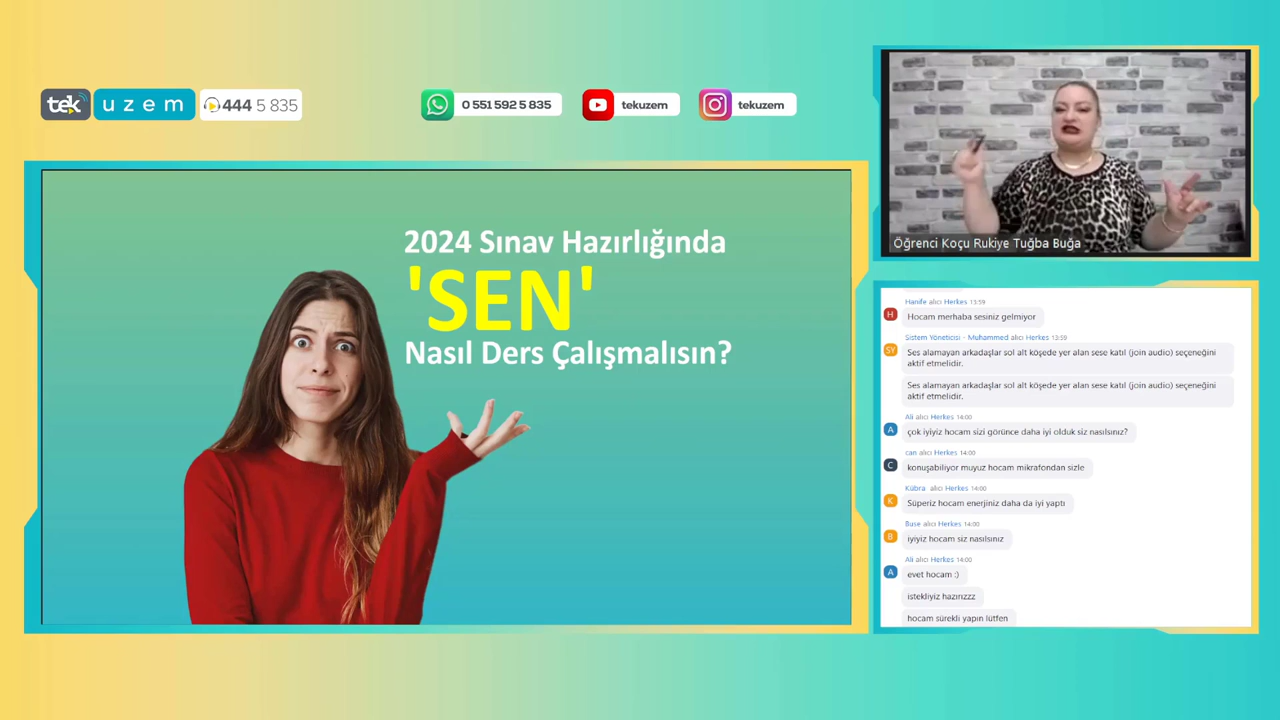 tek uzem 444 5 835
0 551 592 5 835
tekuzem
tekuzem
2024 Sınav Hazırlığında
'SEN'
Nasıl Ders Çalışmalısın?
Öğrenci Koçu Rukiye Tuğba Buğa
Hanife alıcı Herkes 13:59
H
Hocam merhaba sesiniz gelmiyor
Sistem Yöneticisi - Muhammed alıcı Herkes 13:59
SY
Ses alamayan arkadaşlar sol alt köşede yer alan sese katıl (join audio) seçeneğini
aktif etmelidir.
Ses alamayan arkadaşlar sol alt köşede yer alan sese katıl (join audio) seçeneğini
aktif etmelidir.
Ali alıcı Herkes 14:00
A
çok iyiyiz hocam sizi görünce daha iyi olduk siz nasılsınız?
can alıcı Herkes 14:00
C
konuşabiliyor muyuz hocam mikrafondan sizle
Kübra alıcı Herkes 14:00
K
Süperiz hocam enerjiniz daha da iyi yaptı
Buse alıcı Herkes 14:00
B
iyiyiz hocam siz nasılsınız
Ali alıcı Herkes 14:00
A
evet hocam :)
istekliyiz hazırızzz
hocam sürekli yapın lütfen